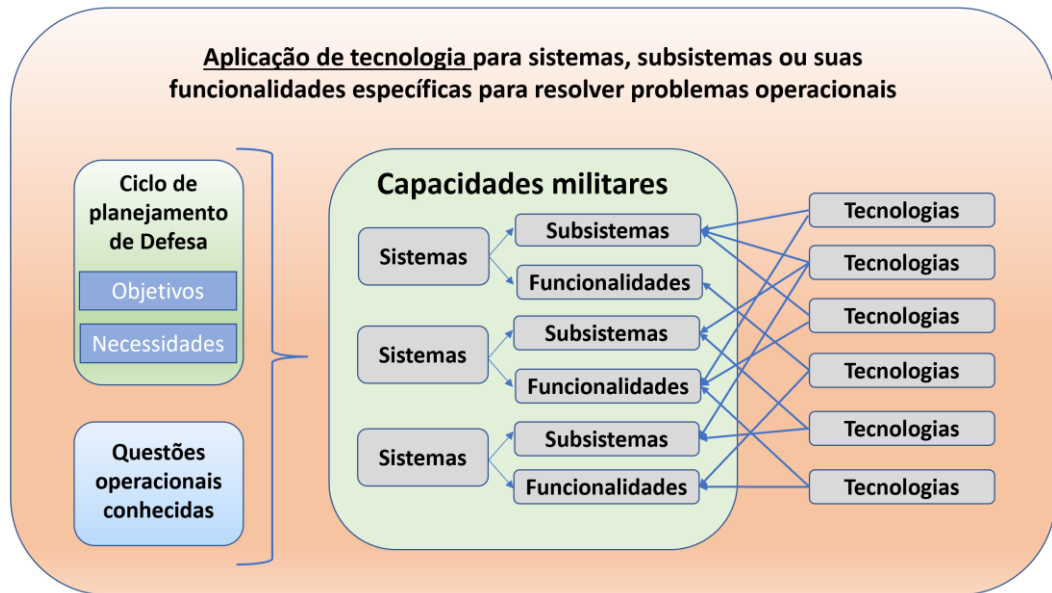 Aplicação de tecnologia para sistemas, subsistemas ou suas
funcionalidades específicas para resolver problemas operacionais
Ciclo de
planejamento
de Defesa
Objetivos
Necessidades
Questões
operacionais
conhecidas
Capacidades militares
Sistemas
Subsistemas
Funcionalidades
Sistemas
Subsistemas
Funcionalidades
Sistemas
Subsistemas
Funcionalidades
Tecnologias
Tecnologias
Tecnologias
Tecnologias
Tecnologias
Tecnologias